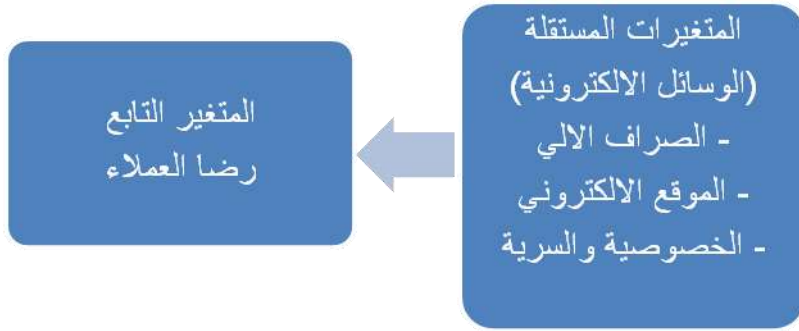 المتغيرات المستقلة
(الوسائل الالكترونية)
- الصراف الالي
- الموقع الالكتروني
- الخصوصية والسرية
المتغير التابع
رضا العملاء